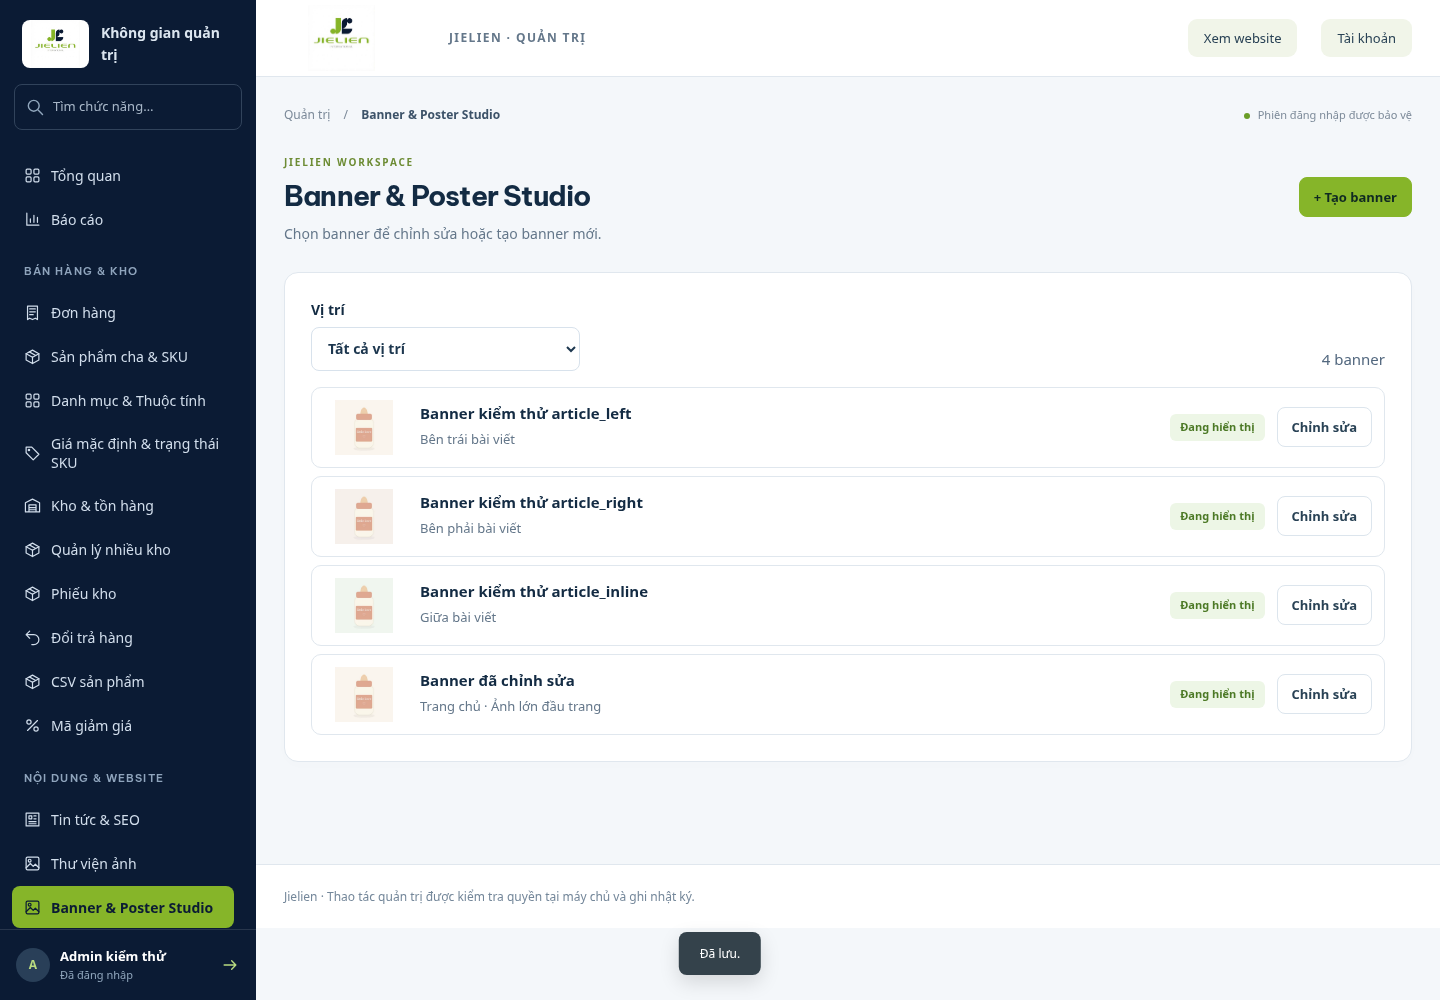 JIELIEN
Không gian quản
trị
Tìm chức năng...
Tổng quan
Báo cáo
BÁN HÀNG & KHO
Đơn hàng
Sản phẩm cha & SKU
Danh mục & Thuộc tính
Giá mặc định & trạng thái
SKU
Kho & tồn hàng
Quản lý nhiều kho
Phiếu kho
Đổi trả hàng
CSV sản phẩm
Mã giảm giá
NỘI DUNG & WEBSITE
Tin tức & SEO
Thư viện ảnh
Banner & Poster Studio
A
Admin kiểm thử
Đã đăng nhập
JIELIEN
JIELIEN · QUẢN TRỊ
Xem website
Tài khoản
Quản trị / Banner & Poster Studio
Phiên đăng nhập được bảo vệ
JIELIEN WORKSPACE
Banner & Poster Studio
+ Tạo banner
Chọn banner để chỉnh sửa hoặc tạo banner mới.
Vị trí
Tất cả vị trí
4 banner
Banner kiểm thử article_left
Bên trái bài viết
Đang hiển thị
Chỉnh sửa
Banner kiểm thử article_right
Bên phải bài viết
Đang hiển thị
Chỉnh sửa
Banner kiểm thử article_inline
Giữa bài viết
Đang hiển thị
Chỉnh sửa
Banner đã chỉnh sửa
Trang chủ · Ảnh lớn đầu trang
Đang hiển thị
Chỉnh sửa
Jielien · Thao tác quản trị được kiểm tra quyền tại máy chủ và ghi nhật ký.
Đã lưu.